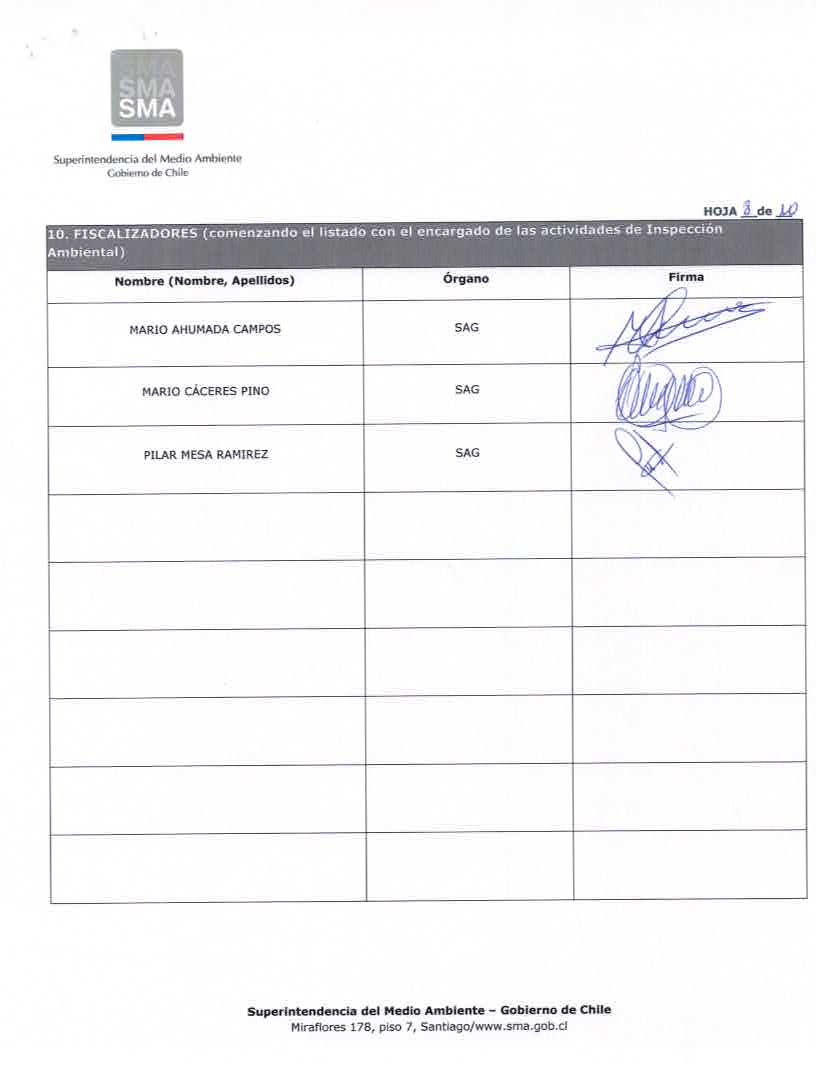 SMA
SMA
SMA
Superintendencia del Medio Ambiente
Gobierno de Chile
HOJA 8 de 10
10. FISCALIZADORES (comenzando el listado con el encargado de las actividades de Inspección
Ambiental)
Nombre (Nombre, Apellidos) Órgano Firma
MARIO AHUMADA CAMPOS SAG
MARIO CÁCERES PINO SAG
PILAR MESA RAMIREZ SAG
Superintendencia del Medio Ambiente – Gobierno de Chile
Miraflores 178, piso 7, Santiago/www.sma.gob.cl